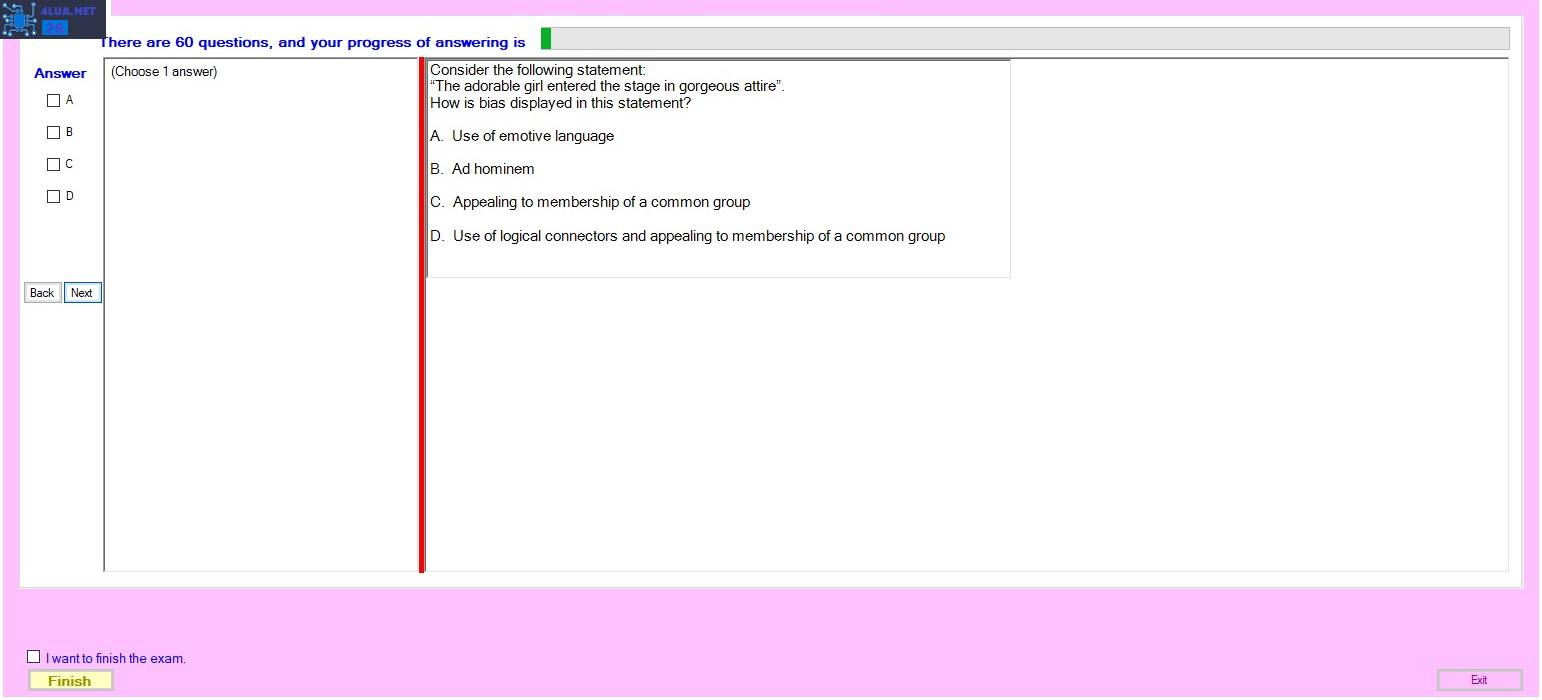 4LUA.NET
26
There are 60 questions, and your progress of answering is
Answer
A
B
C
D
Back Next
(Choose 1 answer)
Consider the following statement:
“The adorable girl entered the stage in gorgeous attire”.
How is bias displayed in this statement?
A. Use of emotive language
B. Ad hominem
C. Appealing to membership of a common group
D. Use of logical connectors and appealing to membership of a common group
I want to finish the exam.
Finish
Exit